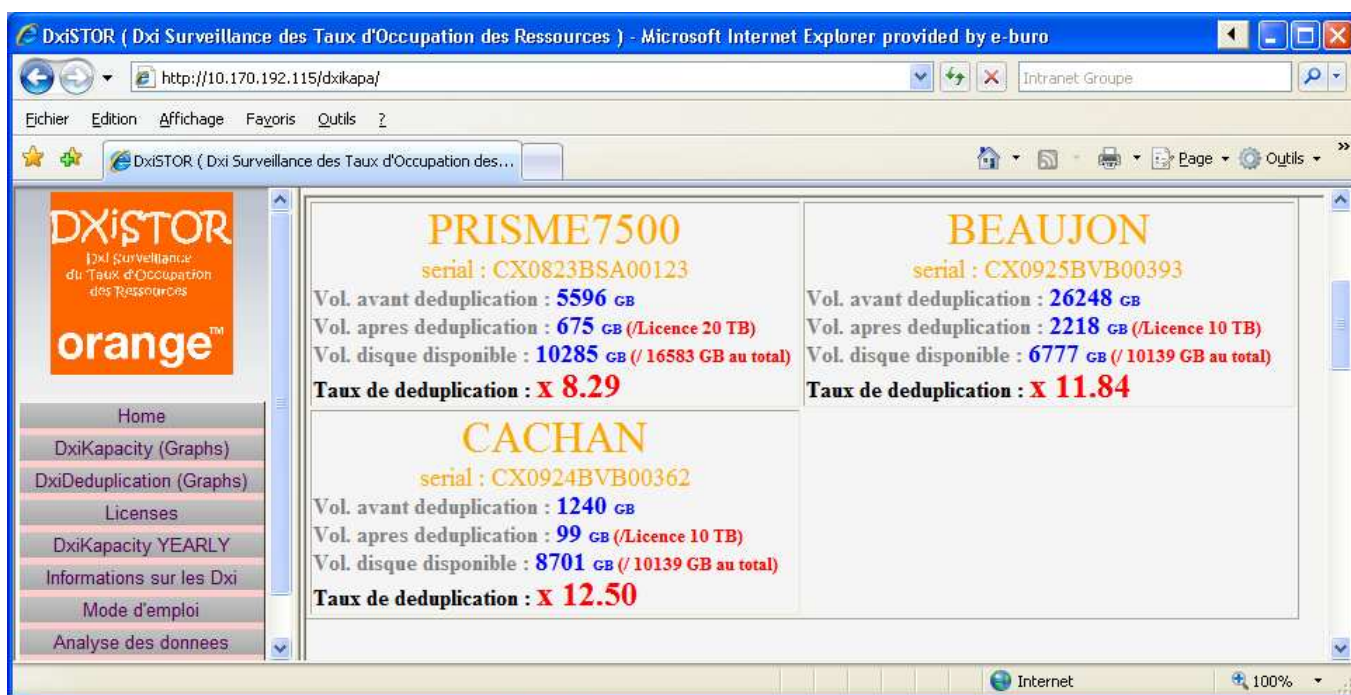 DxiSTOR ( Dxi Surveillance des Taux d'Occupation des Ressources ) - Microsoft Internet Explorer provided by e-buro
http://10.170.192.115/dxikapa/
Intranet Groupe
Fichier Edition Affichage Favoris Outils ?
DxiSTOR ( Dxi Surveillance des Taux d'Occupation des...
Page Outils »
DXiSTOR
Dxi Surveillance
du Taux d'Occupation
des Ressources
orange™
Home
DxiKapacity (Graphs)
DxiDeduplication (Graphs)
Licenses
DxiKapacity YEARLY
Informations sur les Dxi
Mode d'emploi
Analyse des donnees
PRISME7500
serial : CX0823BSA00123
Vol. avant deduplication : 5596 GB
Vol. apres deduplication : 675 GB (/Licence 20 TB)
Vol. disque disponible : 10285 GB (/ 16583 GB au total)
Taux de deduplication : x 8.29
BEAUJON
serial : CX0925BVB00393
Vol. avant deduplication : 26248 GB
Vol. apres deduplication : 2218 GB (/Licence 10 TB)
Vol. disque disponible : 6777 GB (/ 10139 GB au total)
Taux de deduplication : x 11.84
CACHAN
serial : CX0924BVB00362
Vol. avant deduplication : 1240 GB
Vol. apres deduplication : 99 GB (/Licence 10 TB)
Vol. disque disponible : 8701 GB (/ 10139 GB au total)
Taux de deduplication : x 12.50
Internet
100%